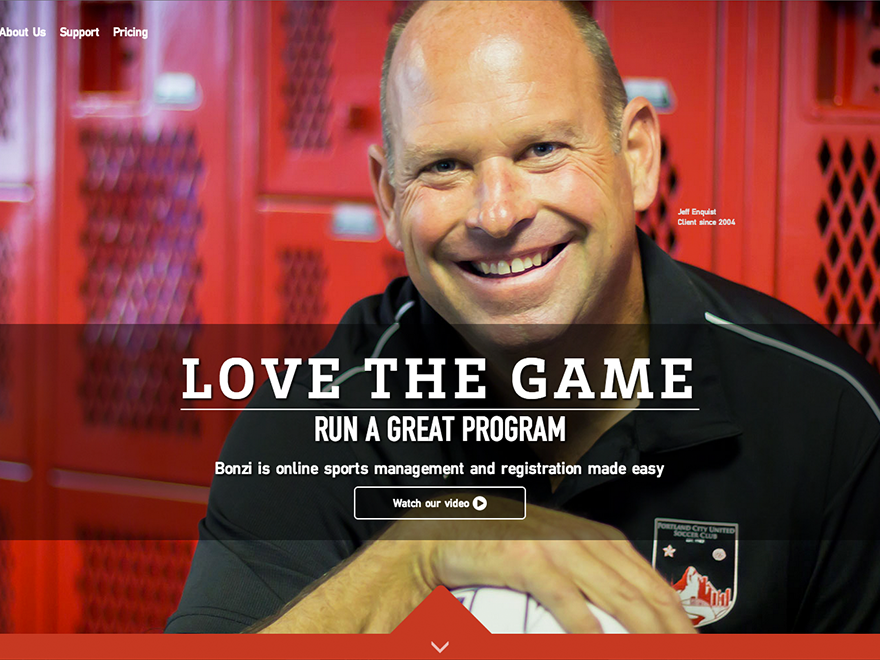 About Us Support Pricing
Jeff Enquist
Client since 2004
LOVE THE GAME
RUN A GREAT PROGRAM
Bonzi is online sports management and registration made easy
Watch our video
PORTLAND CITY UNITED
SOCCER CLUB